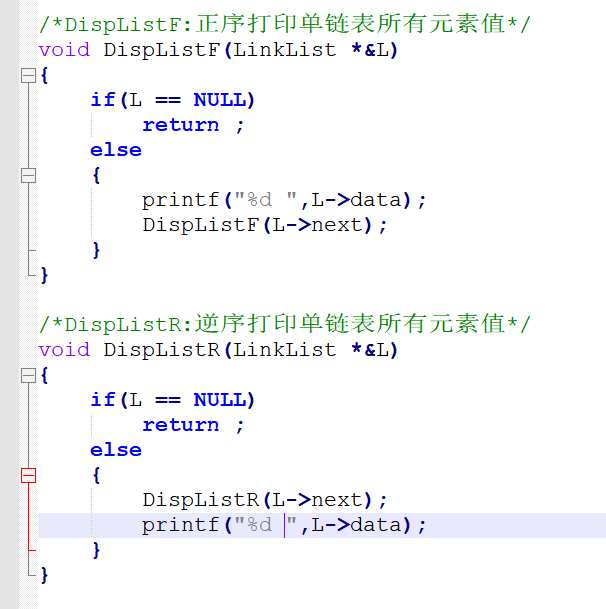 /*DispListF:正序打印单链表所有元素值*/
void DispListF(LinkList *&L)
{
    if(L == NULL)
        return ;
    else
    {
        printf("%d ",L->data);
        DispListF(L->next);
    }
}

/*DispListR:逆序打印单链表所有元素值*/
void DispListR(LinkList *&L)
{
    if(L == NULL)
        return ;
    else
    {
        DispListR(L->next);
        printf("%d ",L->data);
    }
}